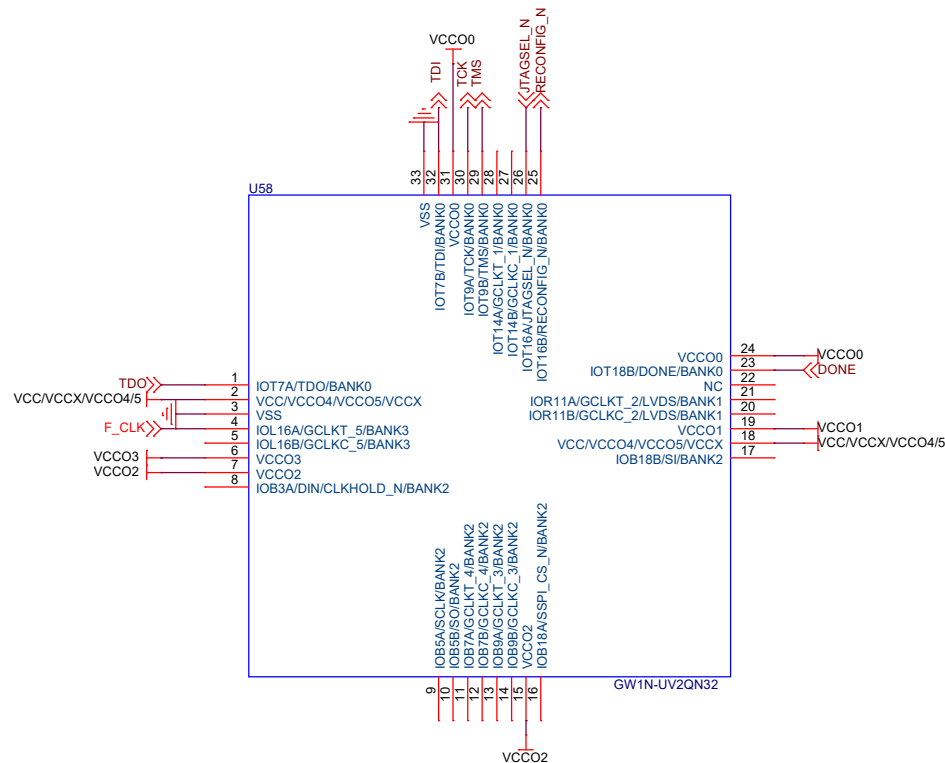 VCCO0
TDI
TCK
TMS
JTAGSEL_N
RECONFIG_N
33
32
31
30
29
28
27
26
25
U58
VSS
IOT7B/TDI/BANK0
VCCO0
IOT9A/TCK/BANK0
IOT9B/TMS/BANK0
IOT14A/GCLKT_1/BANK0
IOT14B/GCLKC_1/BANK0
IOT16A/JTAGSEL_N/BANK0
IOT16B/RECONFIG_N/BANK0
TDO 1 IOT7A/TDO/BANK0
VCC/VCCX/VCCO4/5 2 VCC/VCCO4/VCCO5/VCCX
3 VSS
F_CLK 4 IOL16A/GCLKT_5/BANK3
5 IOL16B/GCLKC_5/BANK3
VCCO3 6 VCCO3
VCCO2 7 VCCO2
8 IOB3A/DIN/CLKHOLD_N/BANK2
VCCO0 24 VCCO0
IOT18B/DONE/BANK0 23 DONE
NC 22
IOR11A/GCLKT_2/LVDS/BANK1 21
IOR11B/GCLKC_2/LVDS/BANK1 20
VCCO1 19 VCCO1
VCC/VCCO4/VCCO5/VCCX 18 VCC/VCCX/VCCO4/5
IOB18B/SI/BANK2 17
IOB5A/SCLK/BANK2
IOB5B/SO/BANK2
IOB7A/GCLKT_4/BANK2
IOB7B/GCLKC_4/BANK2
IOB9A/GCLKT_3/BANK2
IOB9B/GCLKC_3/BANK2
VCCO2
IOB18A/SSPI_CS_N/BANK2
GW1N-UV2QN32
9
10
11
12
13
14
15
16
VCCO2